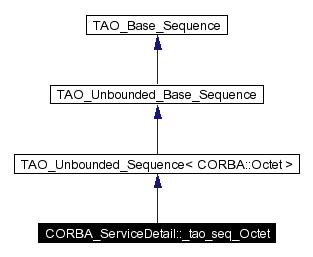 TAO_Base_Sequence
TAO_Unbounded_Base_Sequence
TAO_Unbounded_Sequence< CORBA::Octet >
CORBA_ServiceDetail::_tao_seq_Octet